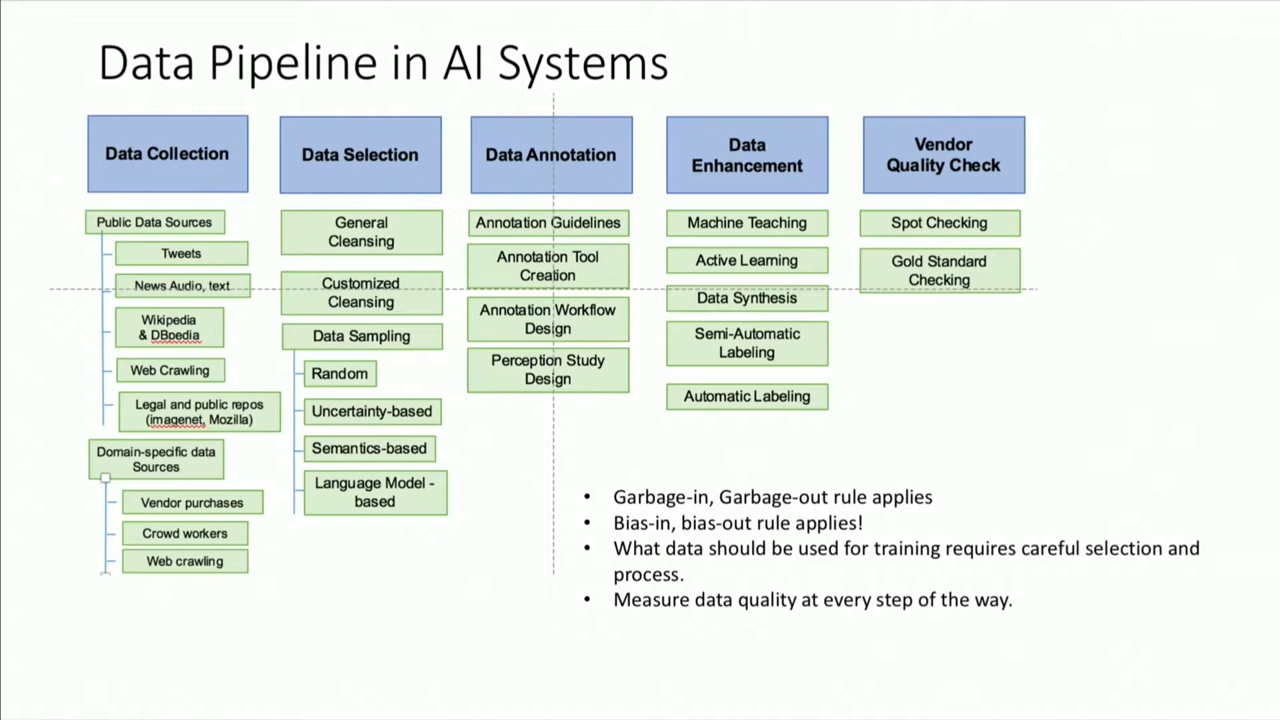 Data Pipeline in AI Systems
Data Collection
Public Data Sources
Tweets
News Audio, text
Wikipedia
& DBpedia
Web Crawling
Legal and public repos
(imagenet, Mozilla)
Domain-specific data
Sources
Vendor purchases
Crowd workers
Web crawling
Data Selection
General
Cleansing
Customized
Cleansing
Data Sampling
Random
Uncertainty-based
Semantics-based
Language Model -
based
Data Annotation
Annotation Guidelines
Annotation Tool
Creation
Annotation Workflow
Design
Perception Study
Design
Data
Enhancement
Machine Teaching
Active Learning
Data Synthesis
Semi-Automatic
Labeling
Automatic Labeling
Vendor
Quality Check
Spot Checking
Gold Standard
Checking
• Garbage-in, Garbage-out rule applies
• Bias-in, bias-out rule applies!
• What data should be used for training requires careful selection and
process.
• Measure data quality at every step of the way.